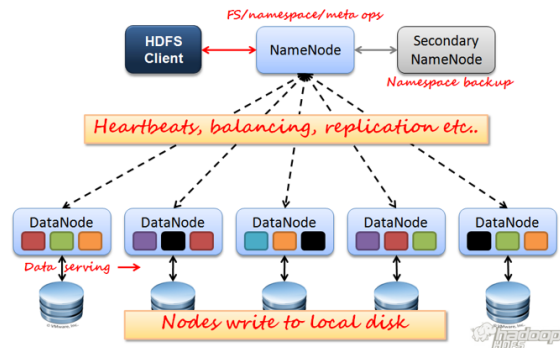 FS/namespace/meta ops
HDFS
Client
NameNode
Secondary
NameNode
Namespace backup
Heartbeats, balancing, replication etc..
DataNode
DataNode
DataNode
DataNode
DataNode
Data serving
Nodes write to local disk
hadoop